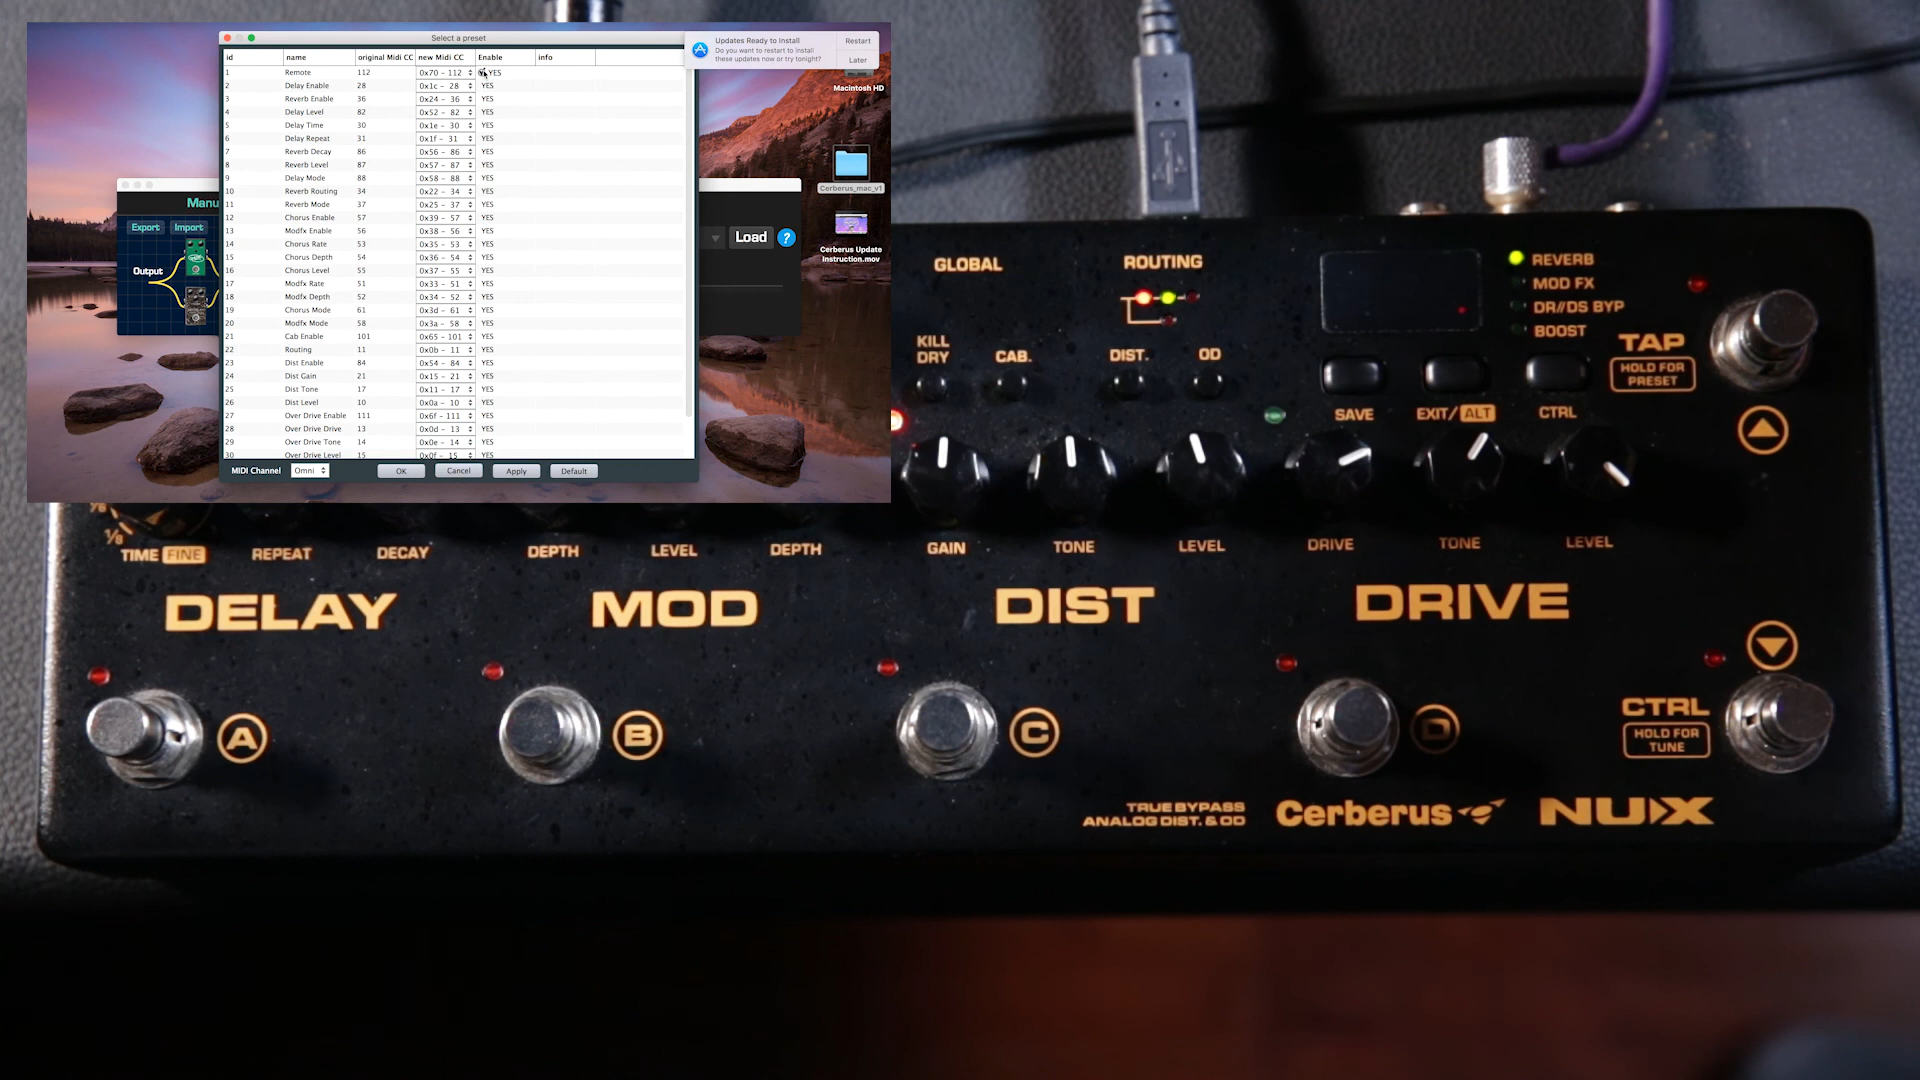 Select a preset
id name original Midi CC new Midi CC Enable info
1 Remote 112 0x70 - 112 YES
2 Delay Enable 28 0x1c - 28 YES
3 Reverb Enable 36 0x24 - 36 YES
4 Delay Level 82 0x52 - 82 YES
5 Delay Time 30 0x1e - 30 YES
6 Delay Repeat 31 0x1f - 31 YES
7 Reverb Decay 86 0x56 - 86 YES
8 Reverb Level 87 0x57 - 87 YES
9 Delay Mode 88 0x58 - 88 YES
10 Reverb Routing 34 0x22 - 34 YES
11 Reverb Mode 37 0x25 - 37 YES
12 Chorus Enable 57 0x39 - 57 YES
13 Modfx Enable 56 0x38 - 56 YES
14 Chorus Rate 53 0x35 - 53 YES
15 Chorus Depth 54 0x36 - 54 YES
16 Chorus Level 55 0x37 - 55 YES
17 Modfx Rate 51 0x33 - 51 YES
18 Modfx Depth 52 0x34 - 52 YES
19 Chorus Mode 61 0x3d - 61 YES
20 Modfx Mode 58 0x3a - 58 YES
21 Cab Enable 101 0x65 - 101 YES
22 Routing 11 0x0b - 11 YES
23 Dist Enable 84 0x54 - 84 YES
24 Dist Gain 21 0x15 - 21 YES
25 Dist Tone 17 0x11 - 17 YES
26 Dist Level 10 0x0a - 10 YES
27 Over Drive Enable 111 0x6f - 111 YES
28 Over Drive Drive 13 0x0d - 13 YES
29 Over Drive Tone 14 0x0e - 14 YES
30 Over Drive Level 15 0x0f - 15 YES
MIDI Channel Omni OK Cancel Apply Default
Updates Ready to Install
Do you want to restart to install
these updates now or try tonight?
Restart
Later
Macintosh HD
Cerberus_mac_v1
Cerberus Update
Instruction.mov
Manu
Export Import
Output
Load ?
GLOBAL
ROUTING
KILL
DRY
CAB.
DIST.
OD
REVERB
MOD FX
DR//DS BYP
BOOST
TAP
HOLD FOR
PRESET
SAVE
EXIT/ALT
CTRL
1/8
TIME FINE REPEAT DECAY DEPTH LEVEL DEPTH GAIN TONE LEVEL DRIVE TONE LEVEL
DELAY MOD DIST DRIVE
A B C D
CTRL
HOLD FOR
TUNE
TRUE BYPASS
ANALOG DIST. & OD
Cerberus
NUX